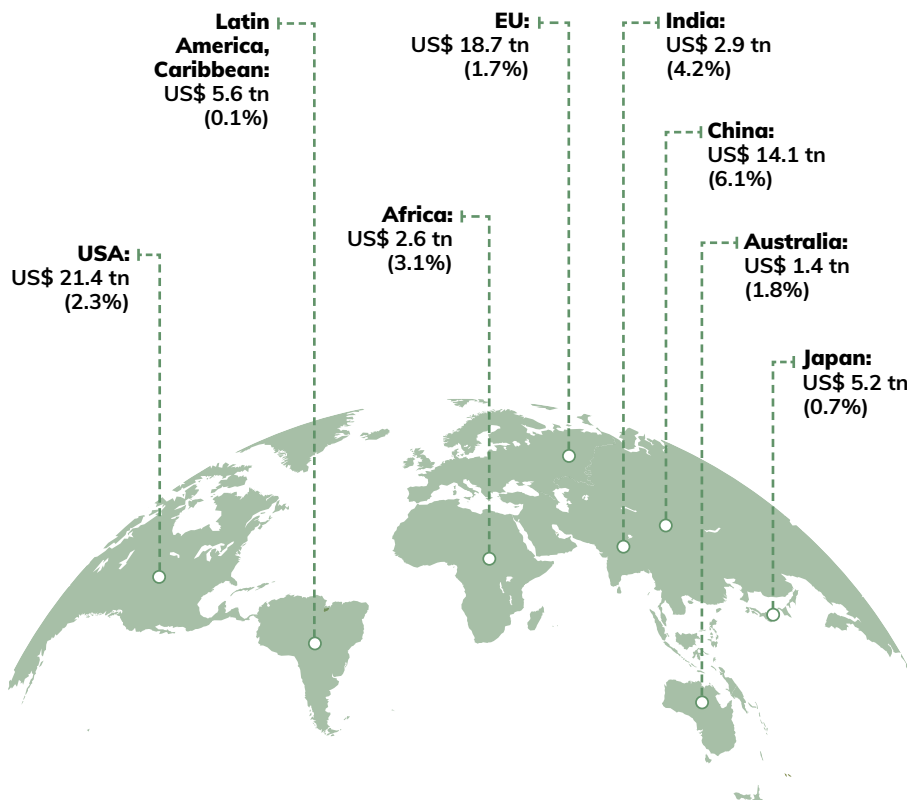 Latin
America,
Caribbean:
US$ 5.6 tn
(0.1%)
EU:
US$ 18.7 tn
(1.7%)
India:
US$ 2.9 tn
(4.2%)
China:
US$ 14.1 tn
(6.1%)
Africa:
US$ 2.6 tn
(3.1%)
USA:
US$ 21.4 tn
(2.3%)
Australia:
US$ 1.4 tn
(1.8%)
Japan:
US$ 5.2 tn
(0.7%)